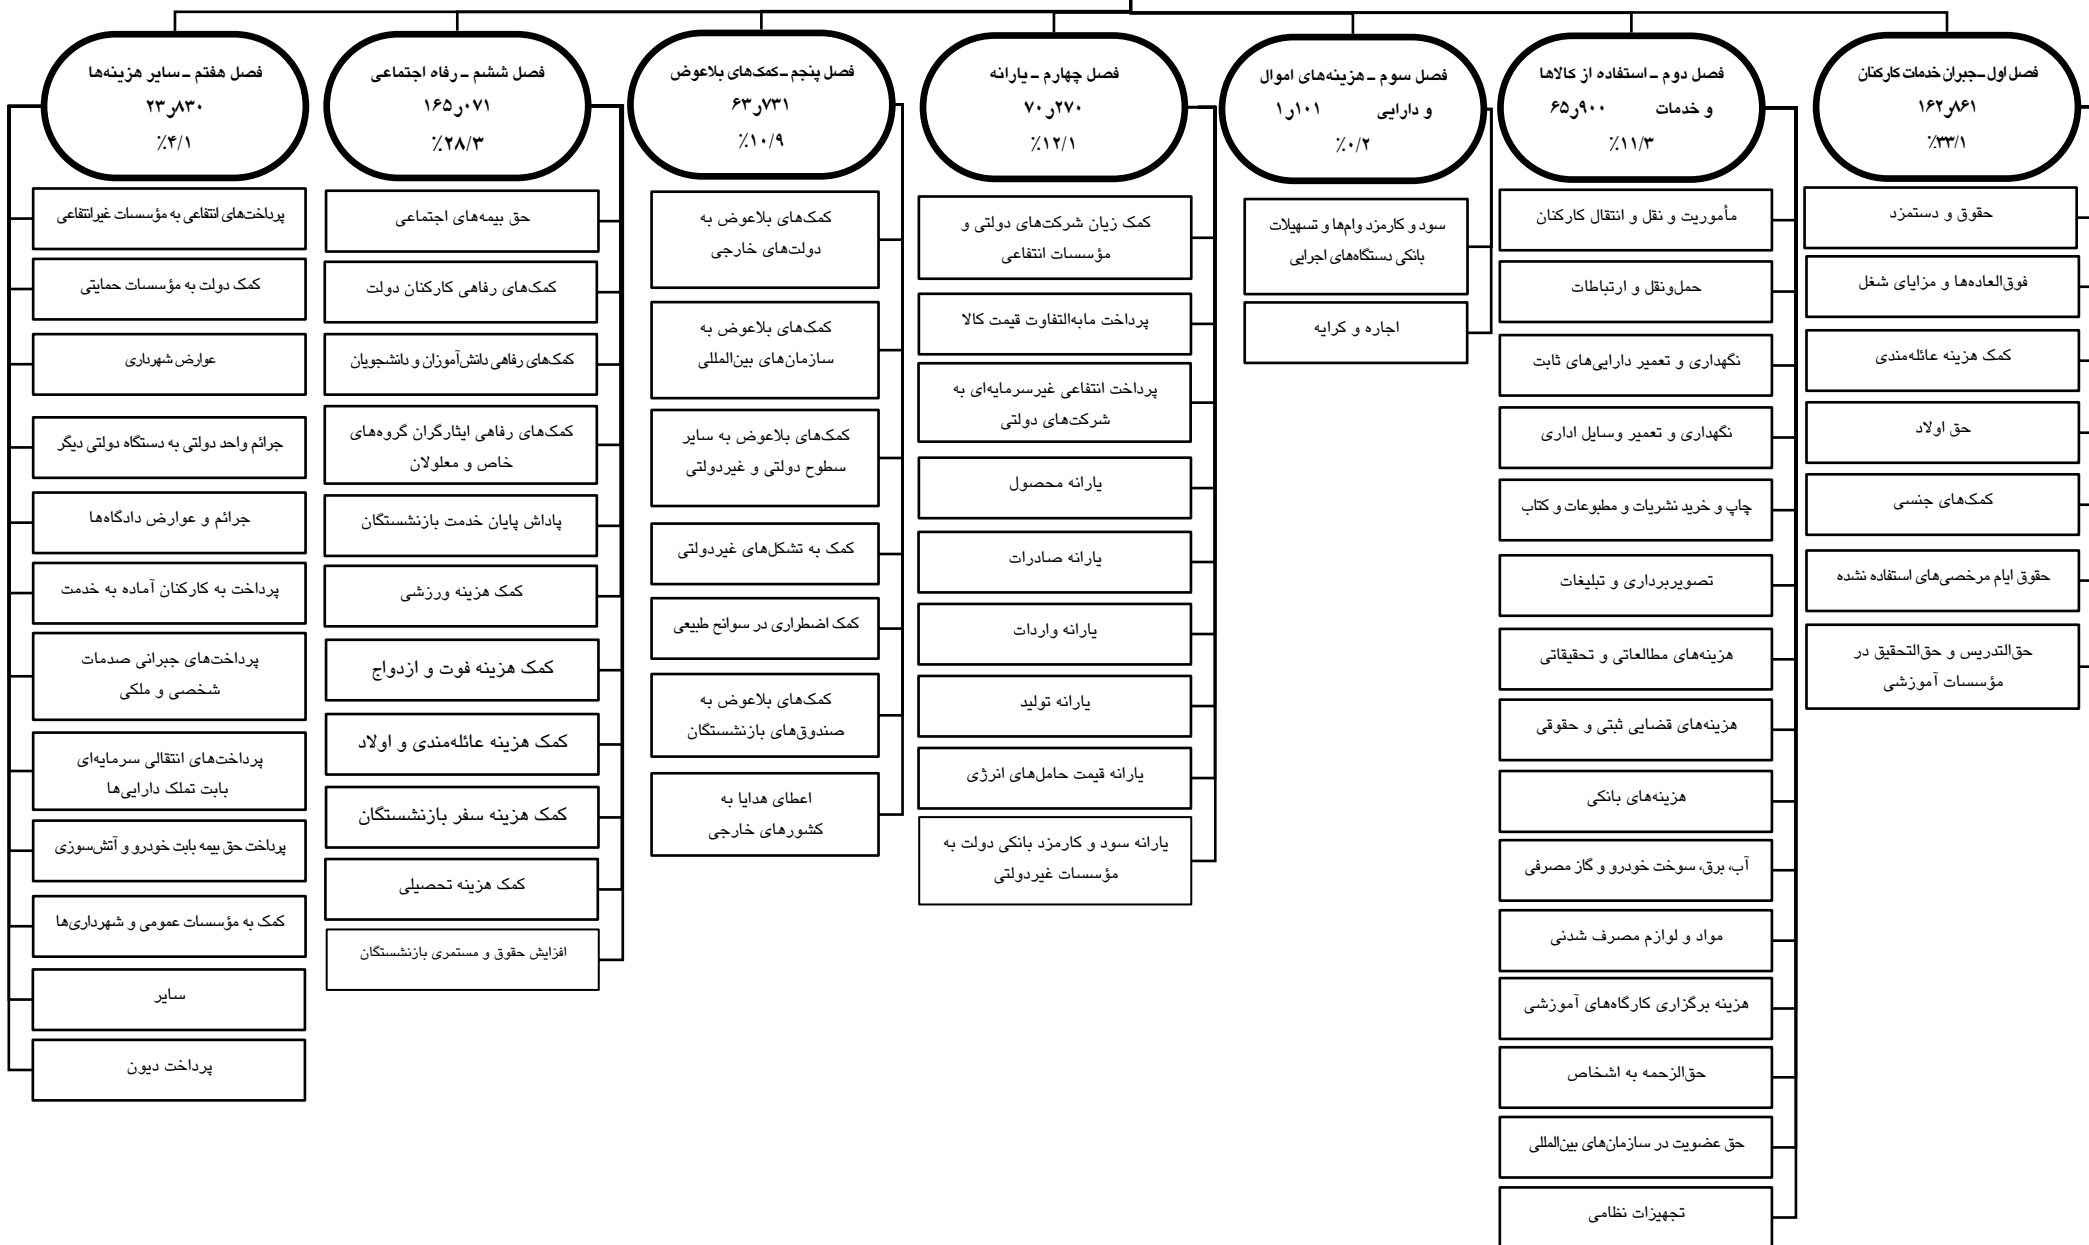 فصل اول ـ جبران خدمات کارکنان
۱۶۲ر۸۶۱
٪۳۳/۱
حقوق و دستمزد
فوق‌العاده‌ها و مزایای شغل
کمک هزینه عائله‌مندی
حق اولاد
کمک‌های جنسی
حقوق ایام مرخصی‌های استفاده نشده
حق‌التدریس و حق‌التحقیق در
مؤسسات آموزشی
فصل دوم ـ استفاده از کالاها
و خدمات ۶۵ر۹۰۰
٪۱۱/۳
مأموریت و نقل و انتقال کارکنان
حمل‌ونقل و ارتباطات
نگهداری و تعمیر دارایی‌های ثابت
نگهداری و تعمیر وسایل اداری
چاپ و خرید نشریات و مطبوعات و کتاب
تصویربرداری و تبلیغات
هزینه‌های مطالعاتی و تحقیقاتی
هزینه‌های قضایی ثبتی و حقوقی
هزینه‌های بانکی
آب، برق، سوخت خودرو و گاز مصرفی
مواد و لوازم مصرف شدنی
هزینه برگزاری کارگاه‌های آموزشی
حق‌الزحمه به اشخاص
حق عضویت در سازمان‌های بین‌المللی
تجهیزات نظامی
فصل سوم ـ هزینه‌های اموال
و دارایی ۱ر۱۰۱
٪۰/۲
سود و کارمزد وام‌ها و تسهیلات
بانکی دستگاه‌های اجرایی
اجاره و کرایه
فصل چهارم ـ یارانه
۷۰ر۲۷۰
٪۱۲/۱
کمک زیان شرکت‌های دولتی و
مؤسسات انتفاعی
پرداخت مابه‌التفاوت قیمت کالا
پرداخت انتفاعی غیرسرمایه‌ای به
شرکت‌های دولتی
یارانه محصول
یارانه صادرات
یارانه واردات
یارانه تولید
یارانه قیمت حامل‌های انرژی
یارانه سود و کارمزد بانکی دولت به
مؤسسات غیردولتی
فصل پنجم ـ کمک‌های بلاعوض
۶۳ر۷۳۱
٪۱۰/۹
کمک‌های بلاعوض به
دولت‌های خارجی
کمک‌های بلاعوض به
سازمان‌های بین‌المللی
کمک‌های بلاعوض به سایر
سطوح دولتی و غیردولتی
کمک به تشکل‌های غیردولتی
کمک اضطراری در سوانح طبیعی
کمک‌های بلاعوض به
صندوق‌های بازنشستگان
اعطای هدایا به
کشورهای خارجی
فصل ششم ـ رفاه اجتماعی
۱۶۵ر۰۷۱
٪۲۸/۳
حق بیمه‌های اجتماعی
کمک‌های رفاهی کارکنان دولت
کمک‌های رفاهی دانش‌آموزان و دانشجویان
کمک‌های رفاهی ایثارگران گروه‌های
خاص و معلولان
پاداش پایان خدمت بازنشستگان
کمک هزینه ورزشی
کمک هزینه فوت و ازدواج
کمک هزینه عائله‌مندی و اولاد
کمک هزینه سفر بازنشستگان
کمک هزینه تحصیلی
افزایش حقوق و مستمری بازنشستگان
فصل هفتم ـ سایر هزینه‌ها
۲۳ر۸۳۰
٪۴/۱
پرداخت‌های انتفاعی به مؤسسات غیرانتفاعی
کمک دولت به مؤسسات حمایتی
عوارض شهرداری
جرائم واحد دولتی به دستگاه دولتی دیگر
جرائم و عوارض دادگاه‌ها
پرداخت به کارکنان آماده به خدمت
پرداخت‌های جبرانی صدمات
شخصی و ملکی
پرداخت‌های انتقالی سرمایه‌ای
بابت تملک دارایی‌ها
پرداخت حق بیمه بابت خودرو و آتش‌سوزی
کمک به مؤسسات عمومی و شهرداری‌ها
سایر
پرداخت دیون